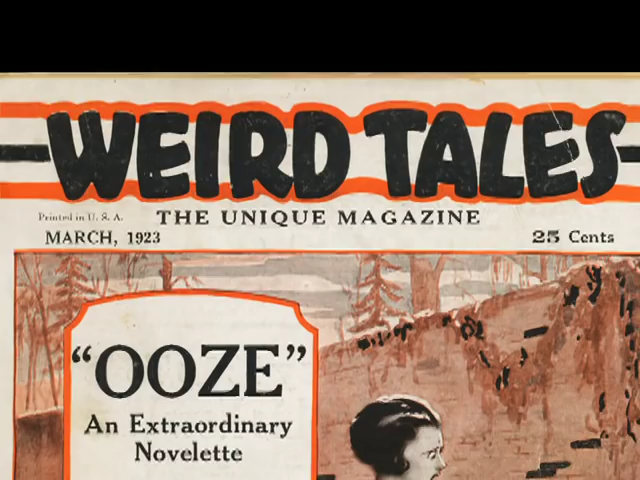 WEIRD TALES
Printed in U. S. A. THE UNIQUE MAGAZINE
MARCH, 1923 25 Cents
"OOZE"
An Extraordinary
Novelette